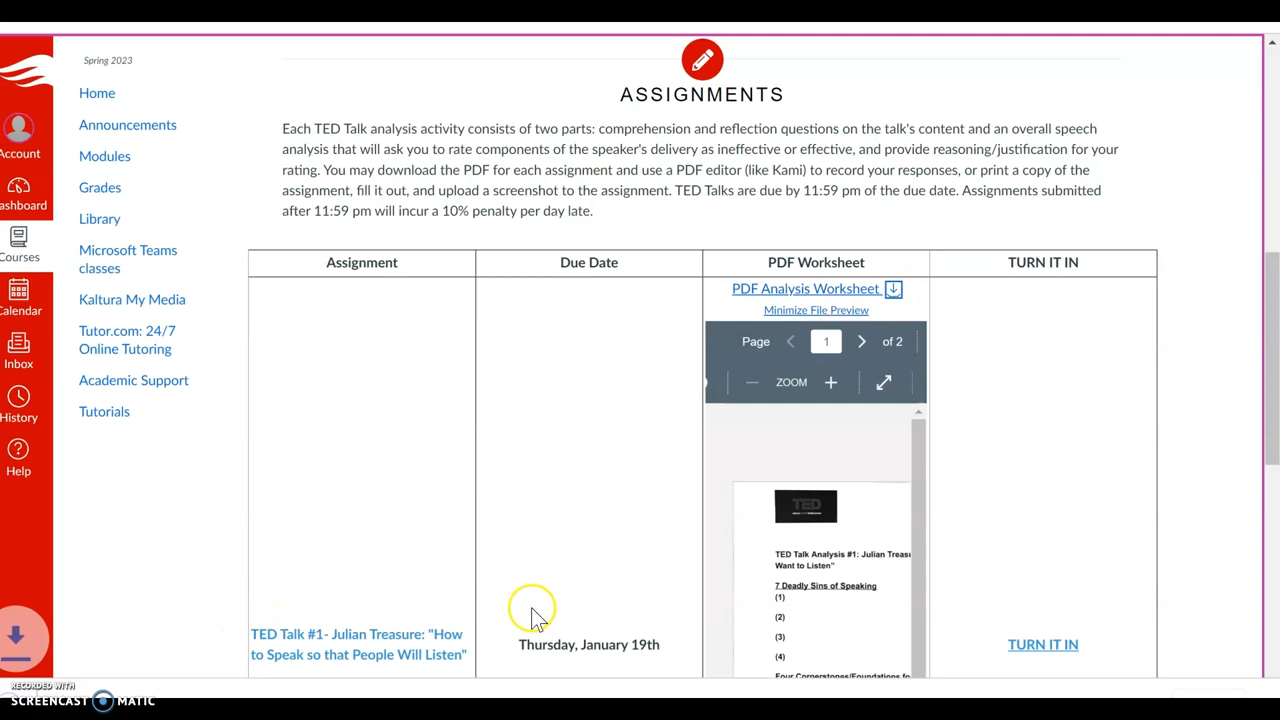 Spring 2023
Account
ashboard
Courses
Calendar
Inbox
History
Help
Home
Announcements
Modules
Grades
Library
Microsoft Teams
classes
Kaltura My Media
Tutor.com: 24/7
Online Tutoring
Academic Support
Tutorials
ASSIGNMENTS
Each TED Talk analysis activity consists of two parts: comprehension and reflection questions on the talk's content and an overall speech
analysis that will ask you to rate components of the speaker's delivery as ineffective or effective, and provide reasoning/justification for your
rating. You may download the PDF for each assignment and use a PDF editor (like Kami) to record your responses, or print a copy of the
assignment, fill it out, and upload a screenshot to the assignment. TED Talks are due by 11:59 pm of the due date. Assignments submitted
after 11:59 pm will incur a 10% penalty per day late.
Assignment Due Date PDF Worksheet TURN IT IN
PDF Analysis Worksheet
Minimize File Preview
Page 1 of 2
ZOOM
TED
TED Talk Analysis #1: Julian Treasu
Want to Listen"
7 Deadly Sins of Speaking
(1)
(2)
(3)
(4)
Four Cornerstones/Foundations fo
TED Talk #1- Julian Treasure: "How
to Speak so that People Will Listen"
Thursday, January 19th
TURN IT IN
RECORDED WITH
SCREENCAST MATIC